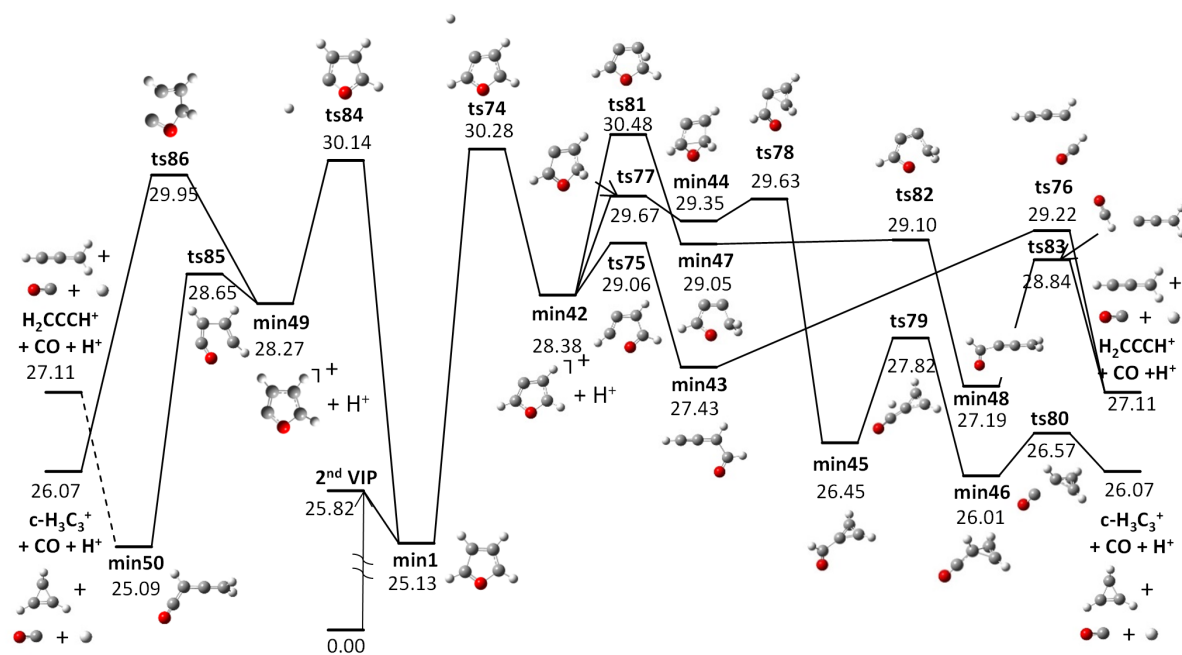 ts84
30.14
ts74
30.28
ts81
30.48
ts86
29.95
ts77
29.67
min44
29.35
ts78
29.63
ts82
29.10
ts76
29.22
ts83
28.84
ts85
28.65
ts75
29.06
min47
29.05
min49
28.27
min42
28.38
+
+
H₂CCCH⁺
+ CO + H⁺
27.11
+
+
H₂CCCH⁺
+ CO +H⁺
27.11
┐+
+ H⁺
┐+
+ H⁺
min43
27.43
ts79
27.82
min48
27.19
ts80
26.57
26.07
c-H₃C₃⁺
+ CO + H⁺
+
+
2ⁿᵈ VIP
25.82
min45
26.45
min46
26.01
26.07
c-H₃C₃⁺
+ CO + H⁺
+
+
min50
25.09
min1
25.13
0.00